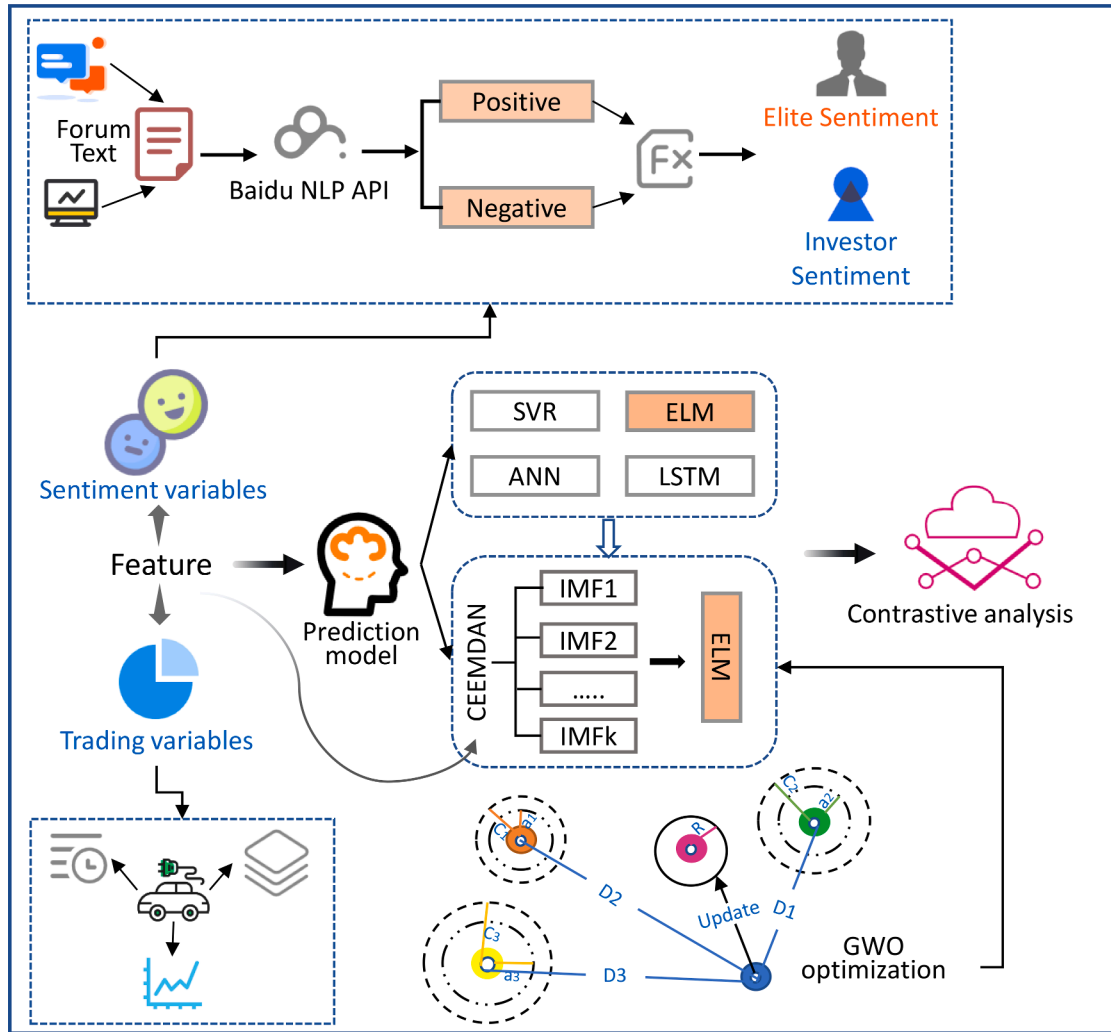 Forum
Text
Baidu NLP API
Positive
Negative
Fx
Elite Sentiment
Investor
Sentiment
Sentiment variables
Feature
Trading variables
Prediction
model
SVR
ELM
ANN
LSTM
CEEMDAN
IMF1
IMF2
.....
IMFk
ELM
Contrastive analysis
C1
a1
R
C2
a2
D2
Update
D1
C3
a3
D3
GWO
optimization